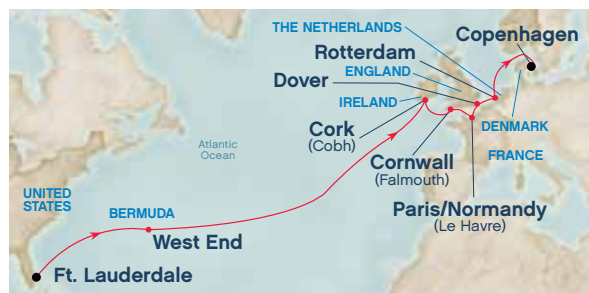 THE NETHERLANDS
Copenhagen
Rotterdam
ENGLAND
Dover
IRELAND
Cork
(Cobh)
DENMARK
Atlantic
Ocean
Cornwall
(Falmouth)
FRANCE
UNITED
STATES
BERMUDA
Paris/Normandy
(Le Havre)
West End
Ft. Lauderdale